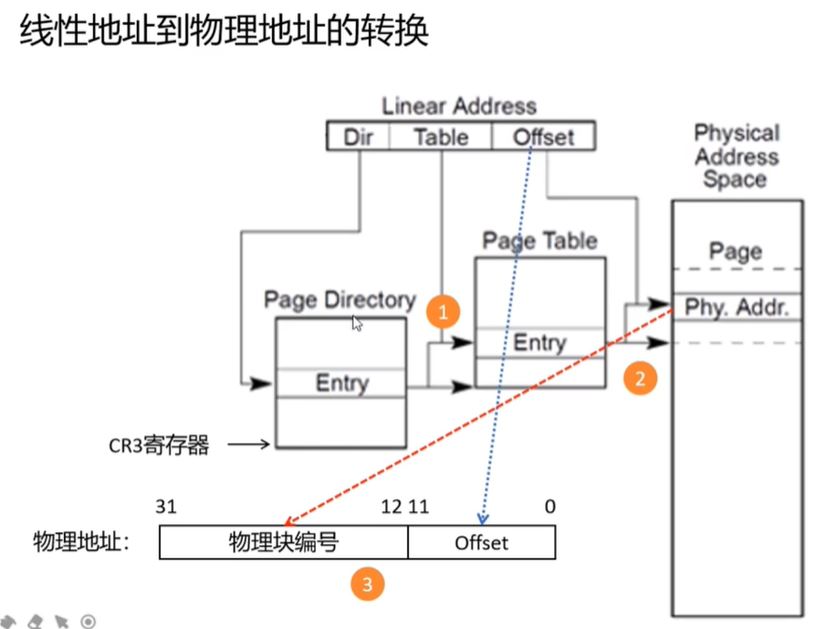 线性地址到物理地址的转换
Linear Address
Dir Table Offset
Physical
Address
Space
Page Table
Page
Page Directory
1
Phy. Addr.
Entry
2
Entry
CR3寄存器
31 12 11 0
物理地址：
物理块编号 Offset
3